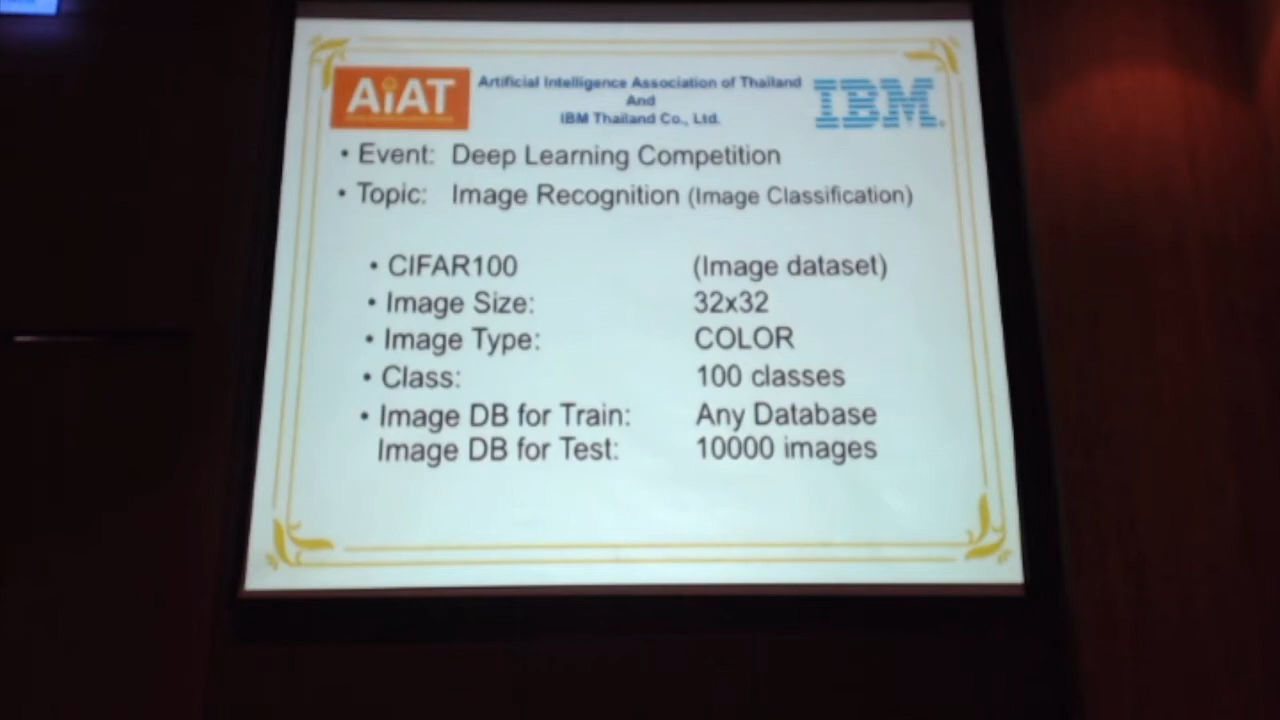 AiAT
Artificial Intelligence Association of Thailand
And
IBM Thailand Co., Ltd.
IBM
• Event: Deep Learning Competition
• Topic: Image Recognition (Image Classification)
• CIFAR100 (Image dataset)
• Image Size: 32x32
• Image Type: COLOR
• Class: 100 classes
• Image DB for Train: Any Database
Image DB for Test: 10000 images